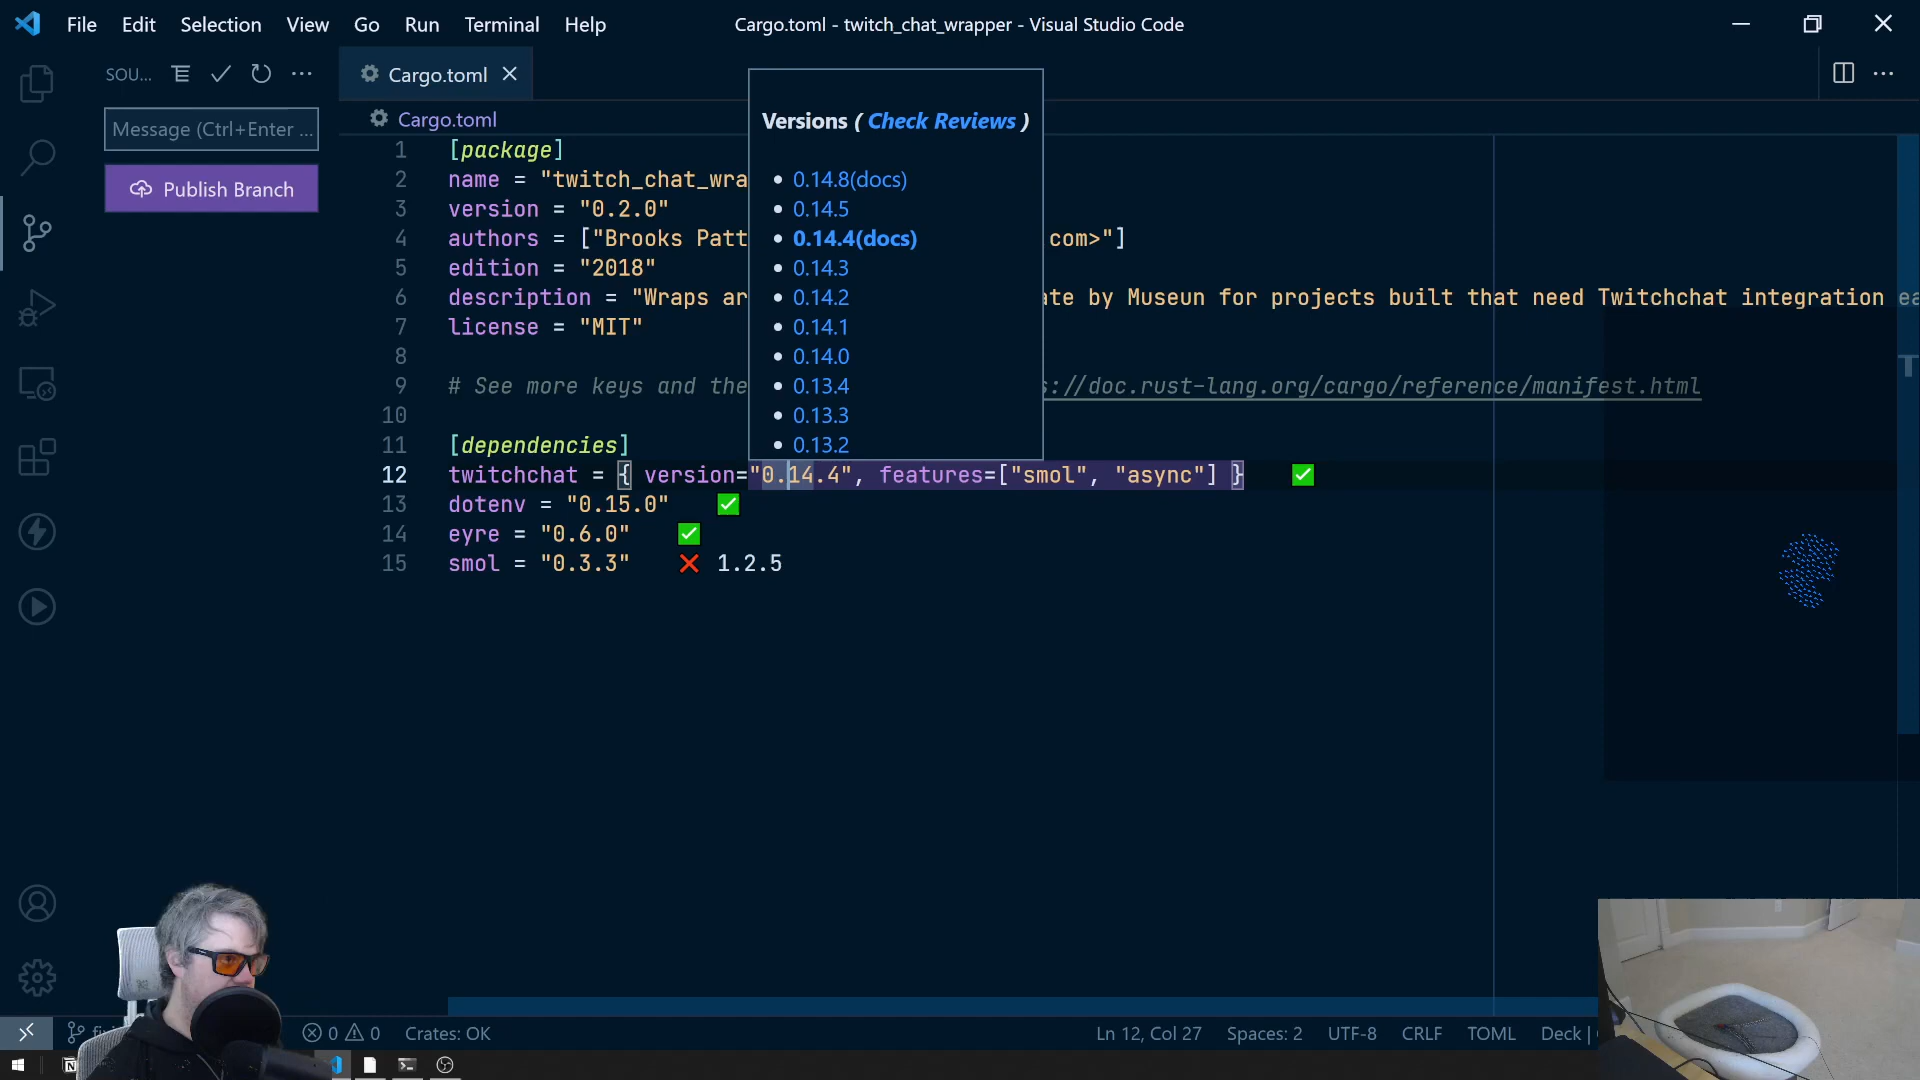 File Edit Selection View Go Run Terminal Help
Cargo.toml - twitch_chat_wrapper - Visual Studio Code
SOU...
Cargo.toml
Message (Ctrl+Enter ...
Publish Branch
Cargo.toml
Versions ( Check Reviews )
0.14.8(docs)
0.14.5
0.14.4(docs)
0.14.3
0.14.2
0.14.1
0.14.0
0.13.4
0.13.3
0.13.2
1 [package]
2 name = "twitch_chat_wra
3 version = "0.2.0"
4 authors = ["Brooks Patt com>"]
5 edition = "2018"
6 description = "Wraps ar ate by Museun for projects built that need Twitchchat integration ea
7 license = "MIT"
8
9 # See more keys and the s://doc.rust-lang.org/cargo/reference/manifest.html
10
11 [dependencies]
12 twitchchat = { version="0.14.4", features=["smol", "async"] } ✅
13 dotenv = "0.15.0" ✅
14 eyre = "0.6.0" ✅
15 smol = "0.3.3" ❌ 1.2.5
0 0 Crates: OK Ln 12, Col 27 Spaces: 2 UTF-8 CRLF TOML Deck |